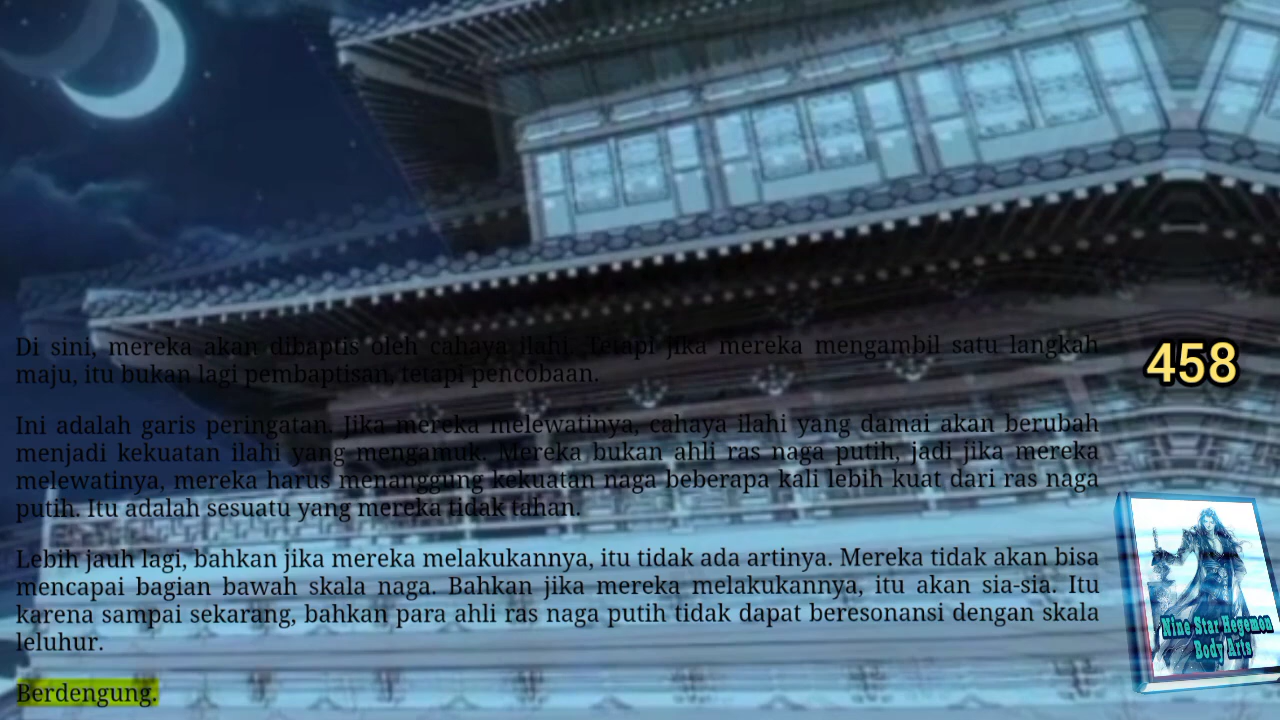 Di sini, mereka akan dibaptis oleh cahaya ilahi. Tetapi jika mereka mengambil satu langkah
maju, itu bukan lagi pembaptisan, tetapi pencobaan.
Ini adalah garis peringatan. Jika mereka melewatinya, cahaya ilahi yang damai akan berubah
menjadi kekuatan ilahi yang mengamuk. Mereka bukan ahli ras naga putih, jadi jika mereka
melewatinya, mereka harus menanggung kekuatan naga beberapa kali lebih kuat dari ras naga
putih. Itu adalah sesuatu yang mereka tidak tahan.
Lebih jauh lagi, bahkan jika mereka melakukannya, itu tidak ada artinya. Mereka tidak akan bisa
mencapai bagian bawah skala naga. Bahkan jika mereka melakukannya, itu akan sia-sia. Itu
karena sampai sekarang, bahkan para ahli ras naga putih tidak dapat beresonansi dengan skala
leluhur.
Berdengung.
458
Nine Star Hegemon
Body Arts